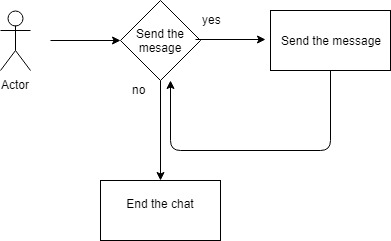 yes
Send the
mesage
Send the message
Actor
no
End the chat